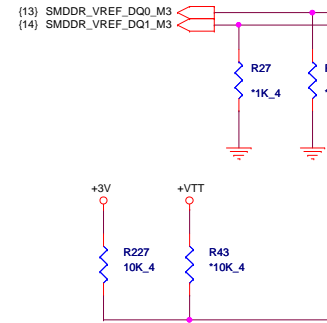 {13} SMDDR_VREF_DQ0_M3
{14} SMDDR_VREF_DQ1_M3
R27
*1K_4
+3V
+VTT
R227
10K_4
R43
*10K_4